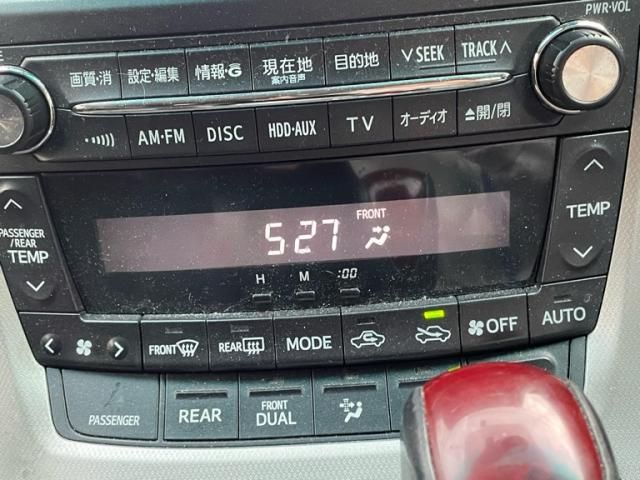 PWR·VOL
画質·消
設定·編集
情報·G
現在地
案内音声
目的地
∨SEEK
TRACK∧
AM·FM
DISC
HDD·AUX
TV
オーディオ
開/閉
PASSENGER
/REAR
TEMP
FRONT
527
TEMP
H
M
:00
FRONT
REAR
MODE
OFF
AUTO
PASSENGER
REAR
FRONT
DUAL